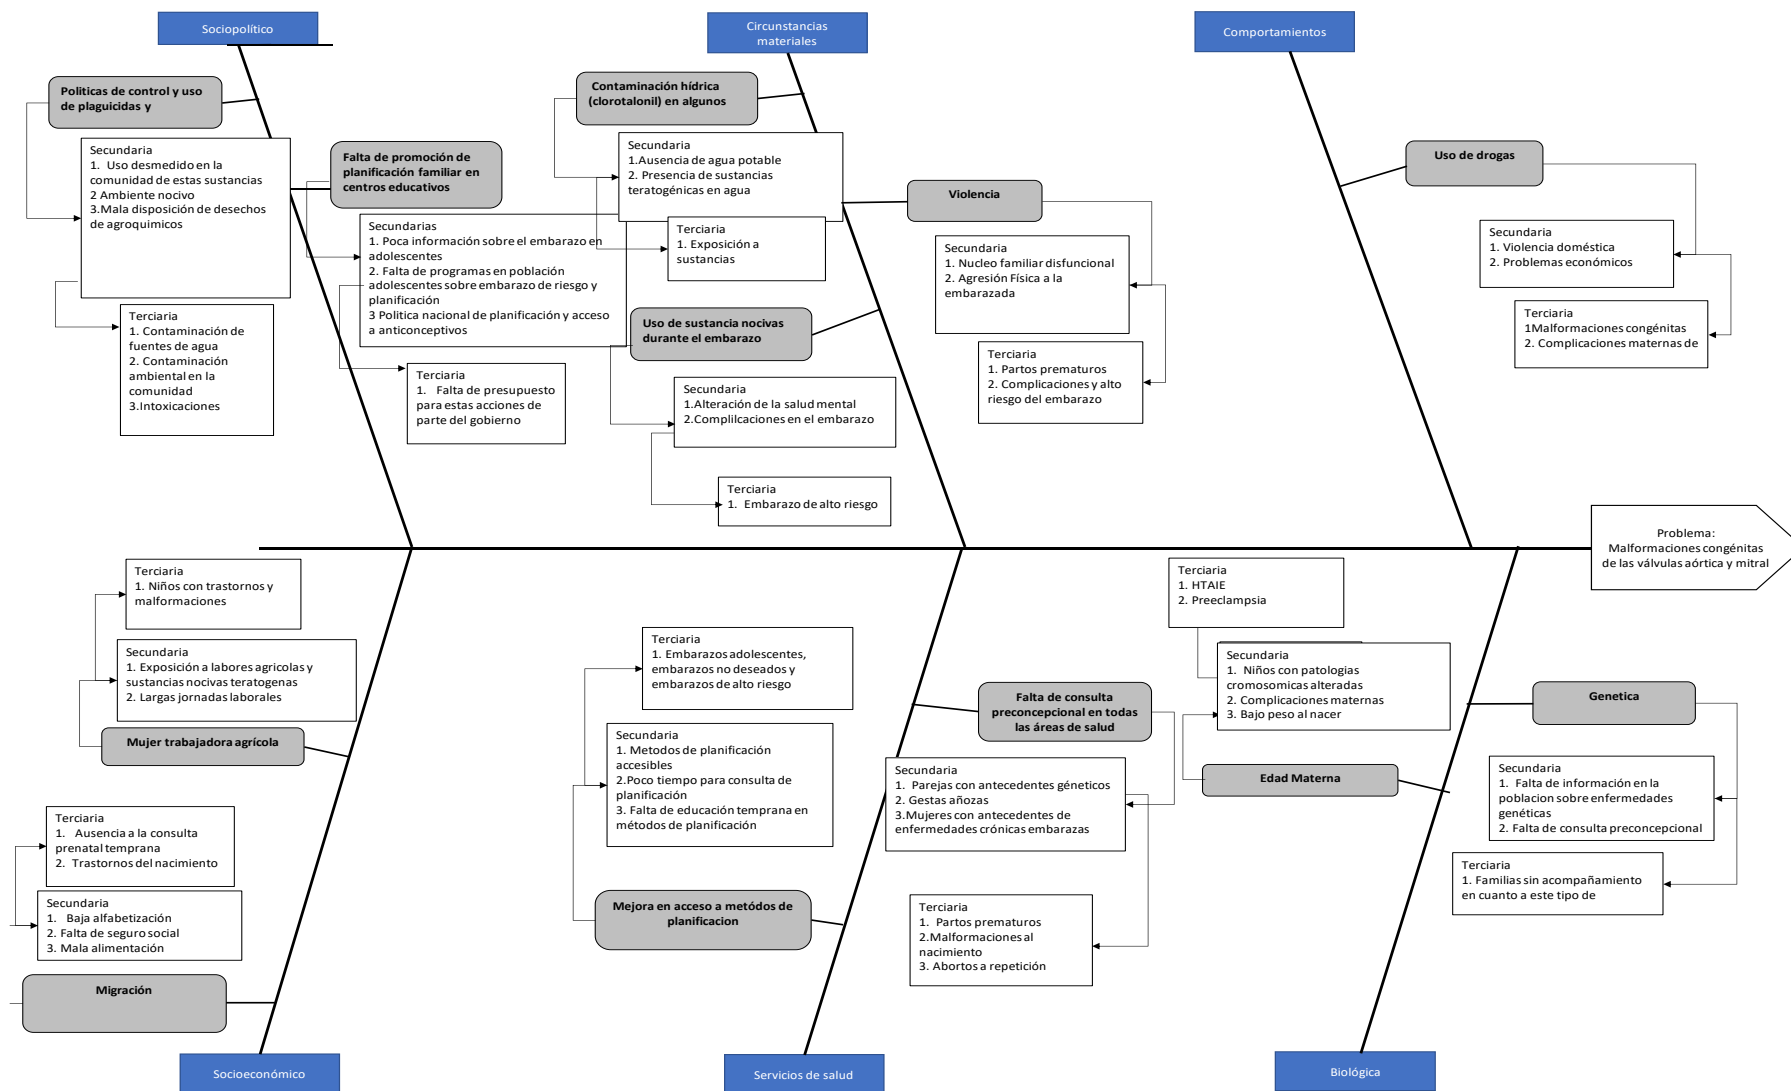 Sociopolítico
Circunstancias
materiales
Comportamientos
Politicas de control y uso
de plaguicidas y
Secundaria
1. Uso desmedido en la
comunidad de estas sustancias
2 Ambiente nocivo
3.Mala disposición de desechos
de agroquimicos
Terciaria
1. Contaminación de
fuentes de agua
2. Contaminación
ambiental en la
comunidad
3.Intoxicaciones
Falta de promoción de
planificación familiar en
centros educativos
Secundarias
1. Poca información sobre el embarazo en
adolescentes
2. Falta de programas en población
adolescentes sobre embarazo de riesgo y
planificación
3 Politica nacional de planificación y acceso
a anticonceptivos
Terciaria
1. Falta de presupuesto
para estas acciones de
parte del gobierno
Contaminación hídrica
(clorotalonil) en algunos
Secundaria
1.Ausencia de agua potable
2. Presencia de sustancias
teratogénicas en agua
Terciaria
1. Exposición a
sustancias
Uso de sustancia nocivas
durante el embarazo
Secundaria
1.Alteración de la salud mental
2.Complilcaciones en el embarazo
Terciaria
1. Embarazo de alto riesgo
Violencia
Secundaria
1. Nucleo familiar disfuncional
2. Agresión Física a la
embarazada
Terciaria
1. Partos prematuros
2. Complicaciones y alto
riesgo del embarazo
Uso de drogas
Secundaria
1. Violencia doméstica
2. Problemas económicos
Terciaria
1Malformaciones congénitas
2. Complicaciones maternas de
Problema:
Malformaciones congénitas
de las válvulas aórtica y mitral
Terciaria
1. Niños con trastornos y
malformaciones
Secundaria
1. Exposición a labores agricolas y
sustancias nocivas teratogenas
2. Largas jornadas laborales
Mujer trabajadora agrícola
Terciaria
1. Ausencia a la consulta
prenatal temprana
2. Trastornos del nacimiento
Secundaria
1. Baja alfabetización
2. Falta de seguro social
3. Mala alimentación
Migración
Terciaria
1. Embarazos adolescentes,
embarazos no deseados y
embarazos de alto riesgo
Secundaria
1. Metodos de planificación
accesibles
2.Poco tiempo para consulta de
planificación
3. Falta de educación temprana en
métodos de planificación
Mejora en acceso a metódos de
planificacion
Falta de consulta
preconcepcional en todas
las áreas de salud
Secundaria
1. Parejas con antecedentes géneticos
2. Gestas añozas
3.Mujeres con antecedentes de
enfermedades crónicas embarazas
Terciaria
1. Partos prematuros
2.Malformaciones al
nacimiento
3. Abortos a repetición
Terciaria
1. HTAIE
2. Preeclampsia
Secundaria
1. Niños con patologias
cromosomicas alteradas
2. Complicaciones maternas
3. Bajo peso al nacer
Edad Materna
Genetica
Secundaria
1. Falta de información en la
poblacion sobre enfermedades
genéticas
2. Falta de consulta preconcepcional
Terciaria
1. Familias sin acompañamiento
en cuanto a este tipo de
Socioeconómico
Servicios de salud
Biológica